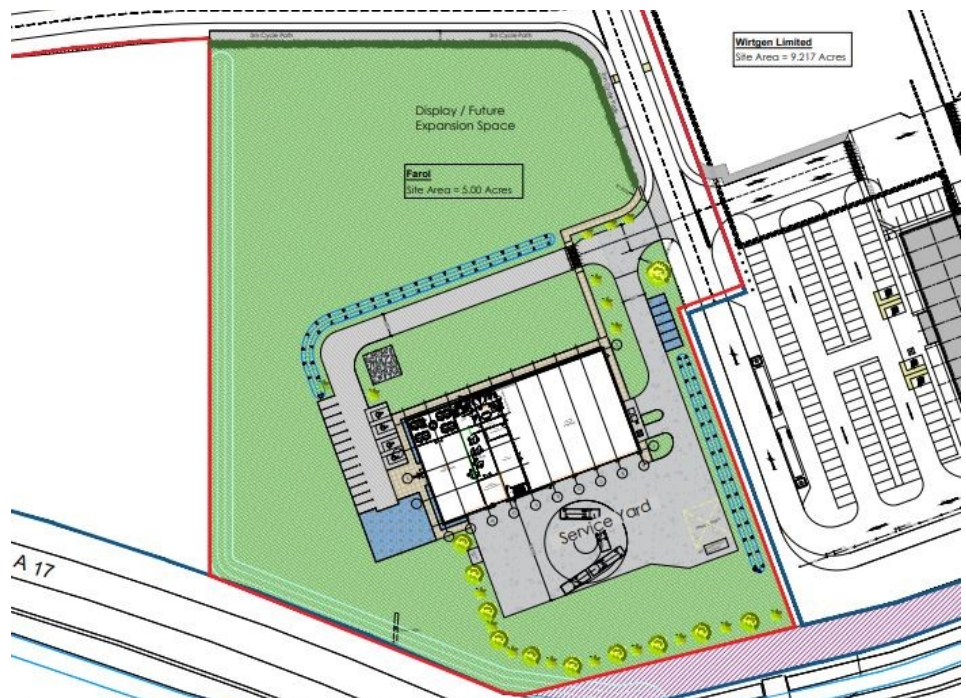 3m Cycle Path
3m Cycle Path
Wirtgen Limited
Site Area = 9.217 Acres
Display / Future
Expansion Space
Farol
Site Area = 5.00 Acres
Service Yard
A 17